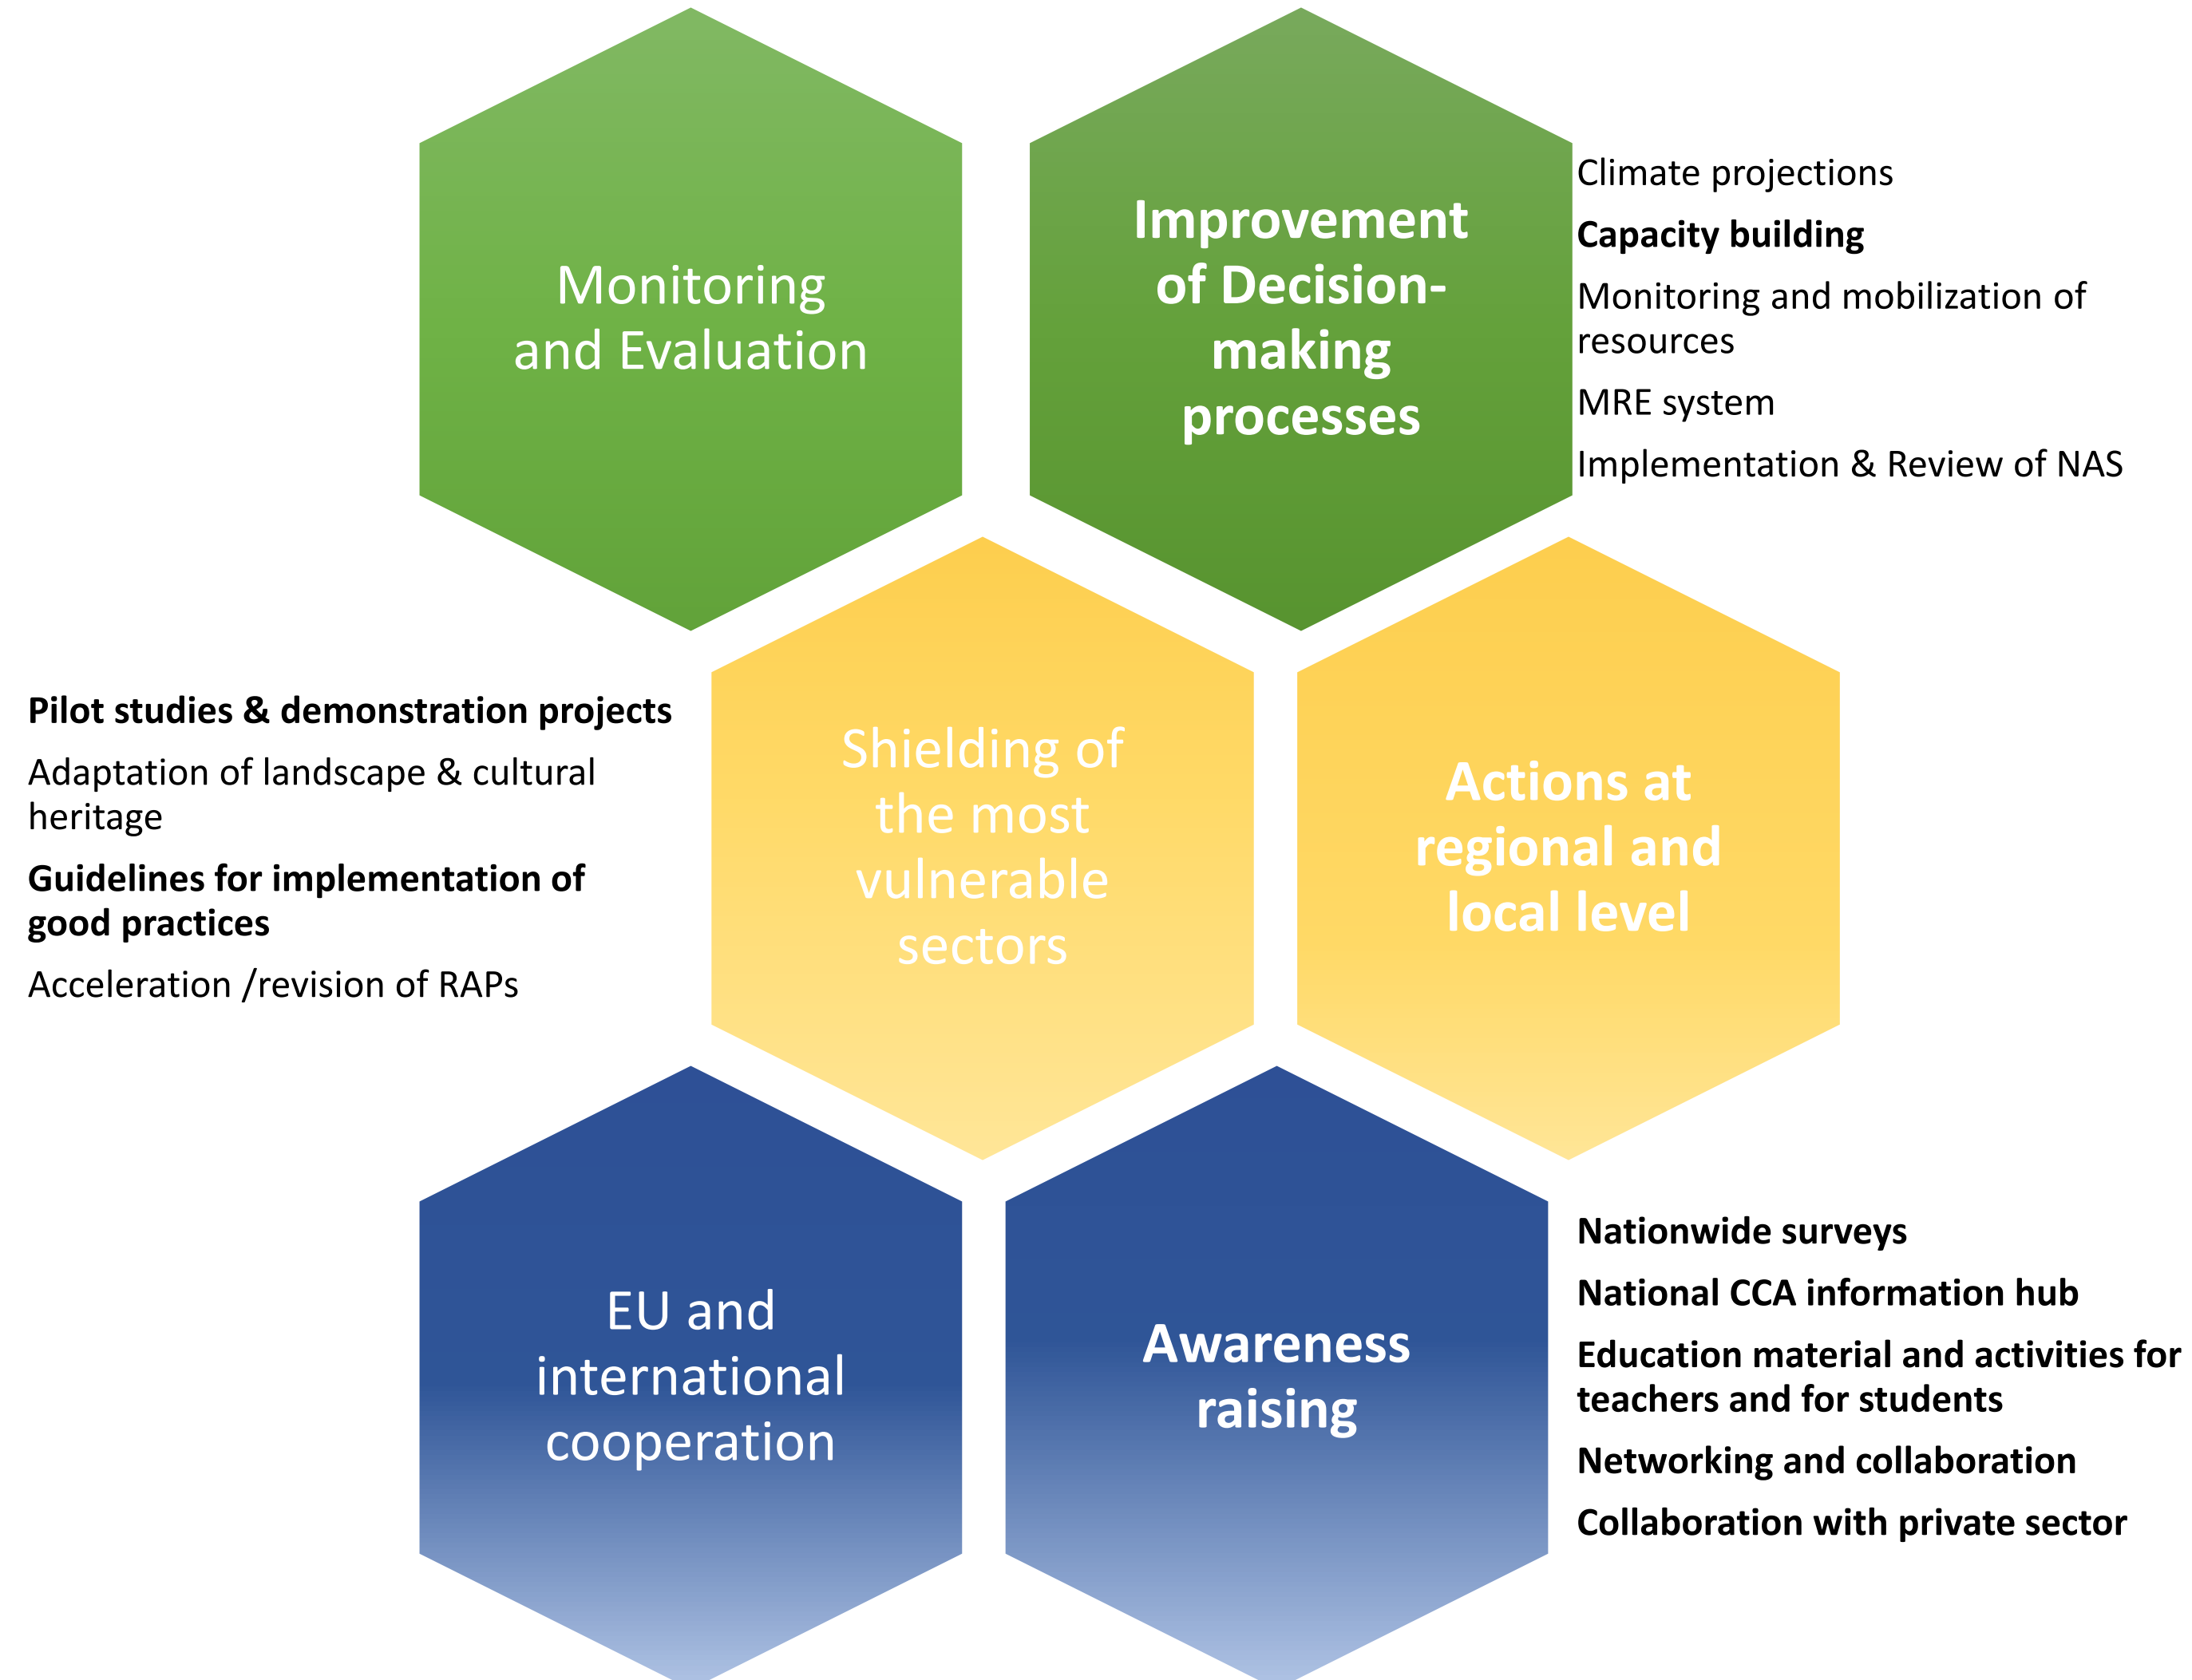 Monitoring
and Evaluation
Improvement
of Decision-
making
processes
Climate projections
Capacity building
Monitoring and mobilization of
resources
MRE system
Implementation & Review of NAS
Pilot studies & demonstration projects
Adaptation of landscape & cultural
heritage
Guidelines for implementation of
good practices
Acceleration /revision of RAPs
Shielding of
the most
vulnerable
sectors
Actions at
regional and
local level
EU and
international
cooperation
Awareness
raising
Nationwide surveys
National CCA information hub
Education material and activities for
teachers and for students
Networking and collaboration
Collaboration with private sector